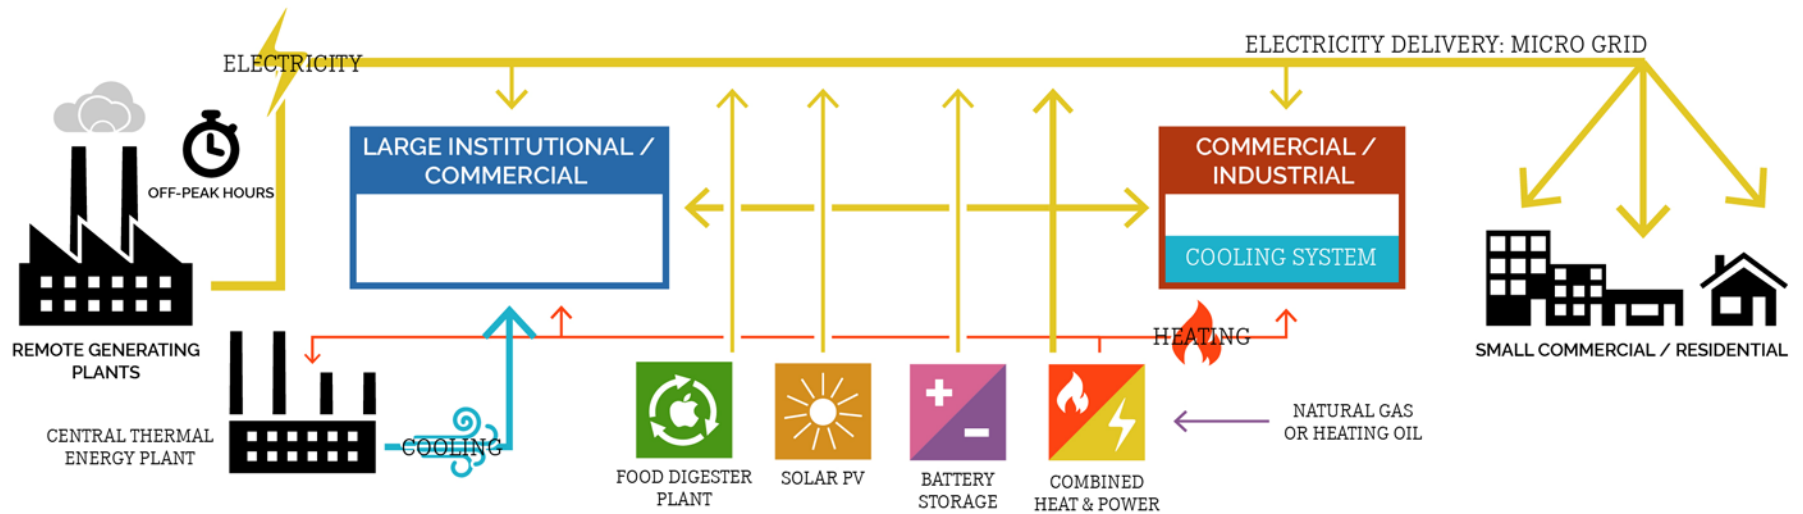 ELECTRICITY
ELECTRICITY DELIVERY: MICRO GRID
OFF-PEAK HOURS
LARGE INSTITUTIONAL /
COMMERCIAL
COMMERCIAL /
INDUSTRIAL
COOLING SYSTEM
HEATING
REMOTE GENERATING
PLANTS
SMALL COMMERCIAL / RESIDENTIAL
CENTRAL THERMAL
ENERGY PLANT
COOLING
NATURAL GAS
OR HEATING OIL
FOOD DIGESTER
PLANT
SOLAR PV
BATTERY
STORAGE
COMBINED
HEAT & POWER